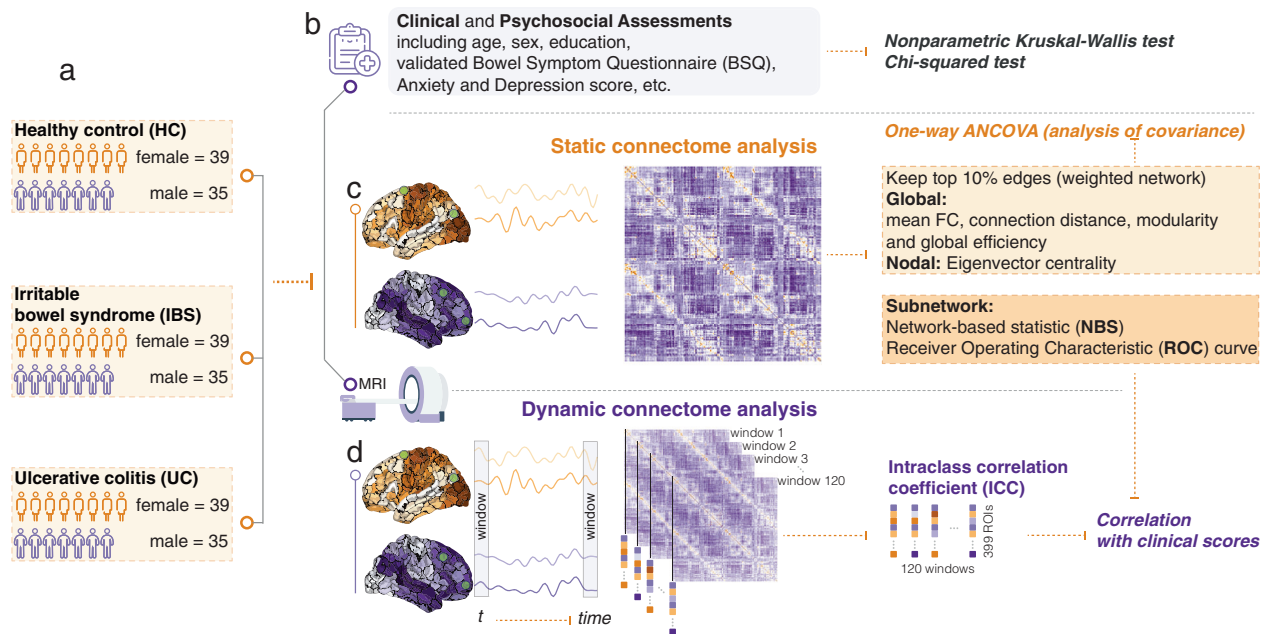 a
Healthy control (HC)
female = 39
male = 35
Irritable
bowel syndrome (IBS)
female = 39
male = 35
Ulcerative colitis (UC)
female = 39
male = 35
b
Clinical and Psychosocial Assessments
including age, sex, education,
validated Bowel Symptom Questionnaire (BSQ),
Anxiety and Depression score, etc.
Nonparametric Kruskal-Wallis test
Chi-squared test
Static connectome analysis
One-way ANCOVA (analysis of covariance)
c
Keep top 10% edges (weighted network)
Global:
mean FC, connection distance, modularity
and global efficiency
Nodal: Eigenvector centrality
Subnetwork:
Network-based statistic (NBS)
Receiver Operating Characteristic (ROC) curve
MRI
Dynamic connectome analysis
d
window
window
t
time
window 1
window 2
window 3
window 120
Intraclass correlation
coefficient (ICC)
399 ROIs
120 windows
Correlation
with clinical scores